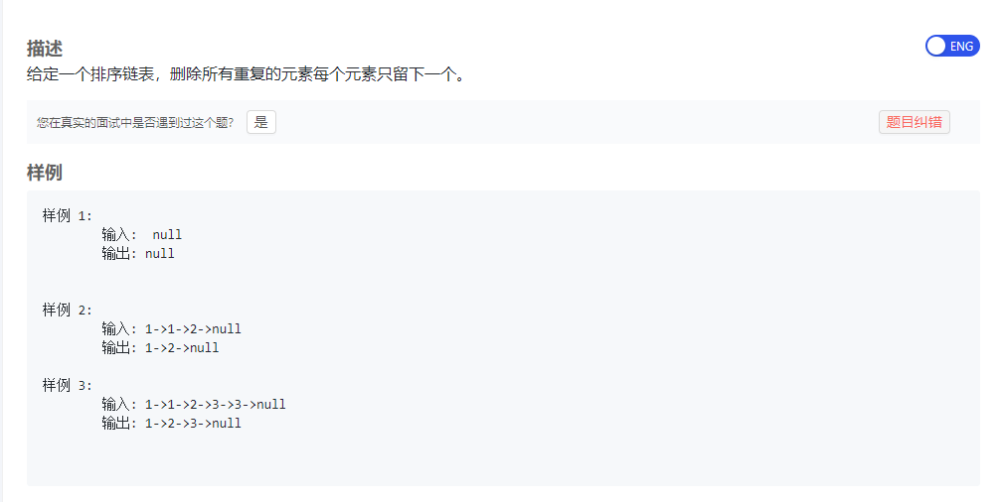 描述
ENG
给定一个排序链表，删除所有重复的元素每个元素只留下一个。
您在真实的面试中是否遇到过这个题？ 是
题目纠错
样例
样例 1:
输入:  null
输出: null
样例 2:
输入: 1->1->2->null
输出: 1->2->null
样例 3:
输入: 1->1->2->3->3->null
输出: 1->2->3->null